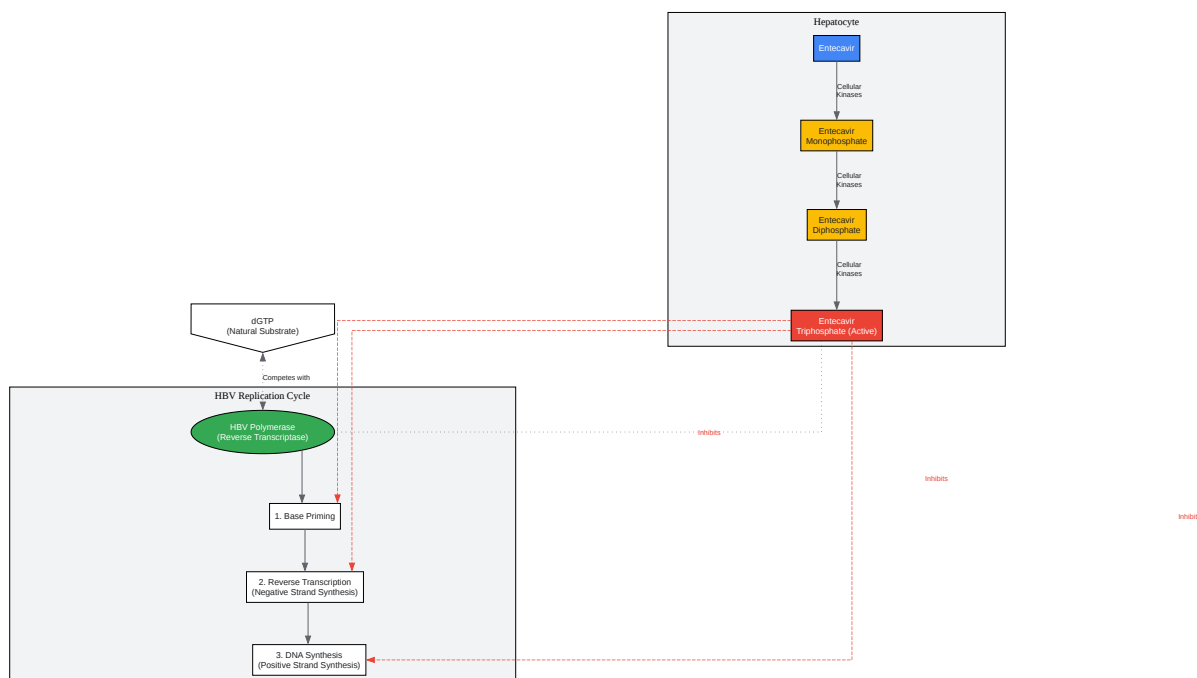 Hepatocyte
Entecavir
Cellular
Kinases
Entecavir
Monophosphate
Cellular
Kinases
Entecavir
Diphosphate
Cellular
Kinases
Entecavir
Triphosphate (Active)
dGTP
(Natural Substrate)
Competes with
HBV Replication Cycle
HBV Polymerase
(Reverse Transcriptase)
Inhibits
Inhibits
Inhibit
1. Base Priming
2. Reverse Transcription
(Negative Strand Synthesis)
3. DNA Synthesis
(Positive Strand Synthesis)